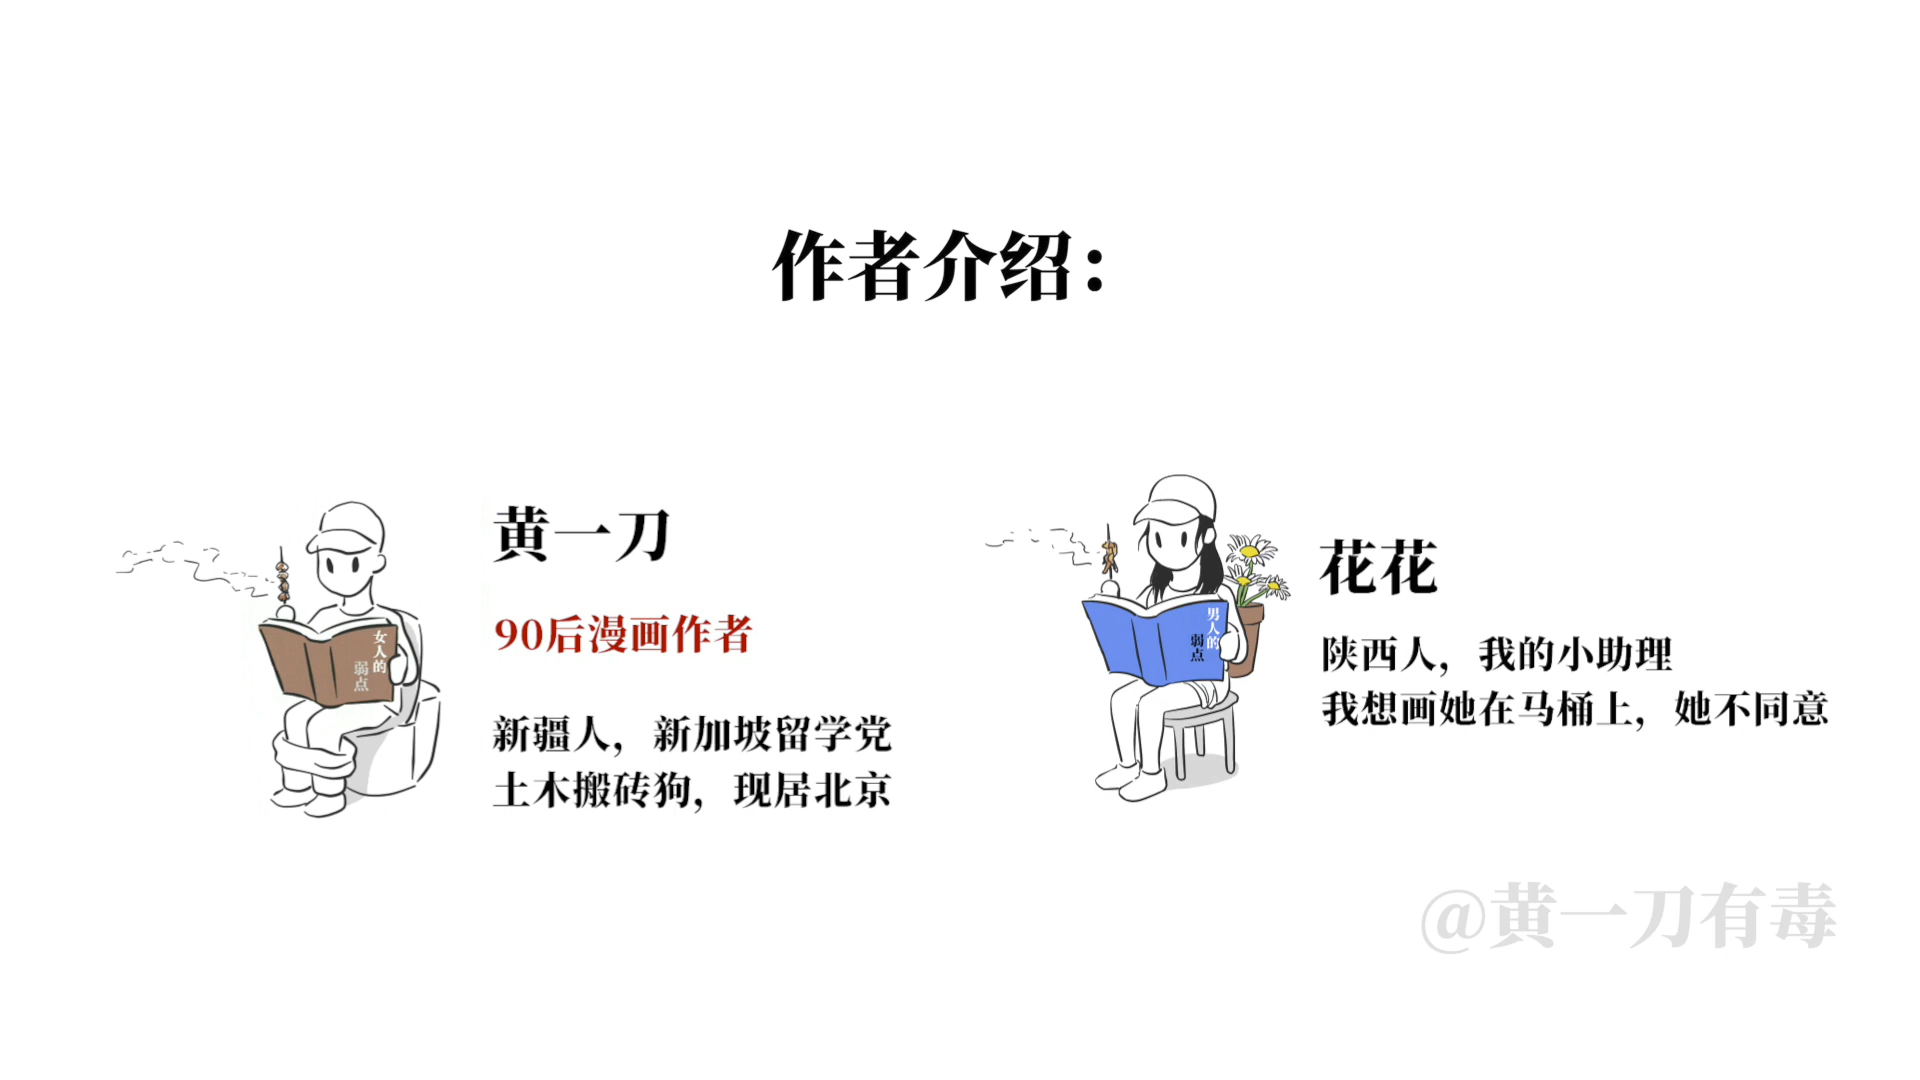 作者介绍：
黄一刀
90后漫画作者
新疆人，新加坡留学党
土木搬砖狗，现居北京
女人的
弱点
花花
陕西人，我的小助理
我想画她在马桶上，她不同意
男人的
弱点
@黄一刀有毒